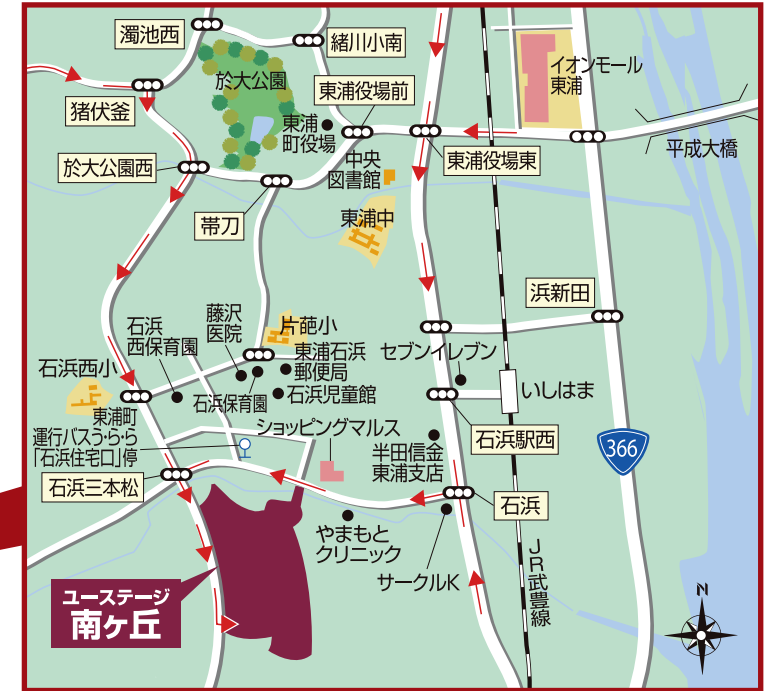 濁池西
緒川小南
於大公園
東浦役場前
イオンモール
東浦
猪伏釜
東浦
町役場
東浦役場東
平成大橋
於大公園西
中央
図書館
帯刀
東浦中
浜新田
藤沢
医院
片葩小
石浜
西保育園
東浦石浜
郵便局
セブンイレブン
石浜西小
石浜保育園
石浜児童館
いしはま
東浦町
運行バスう・ら・ら
「石浜住宅口」停
ショッピングマルス
石浜駅西
366
半田信金
東浦支店
石浜三本松
石浜
やまもと
クリニック
サークルK
JR武豊線
ユーステージ
南ヶ丘
N